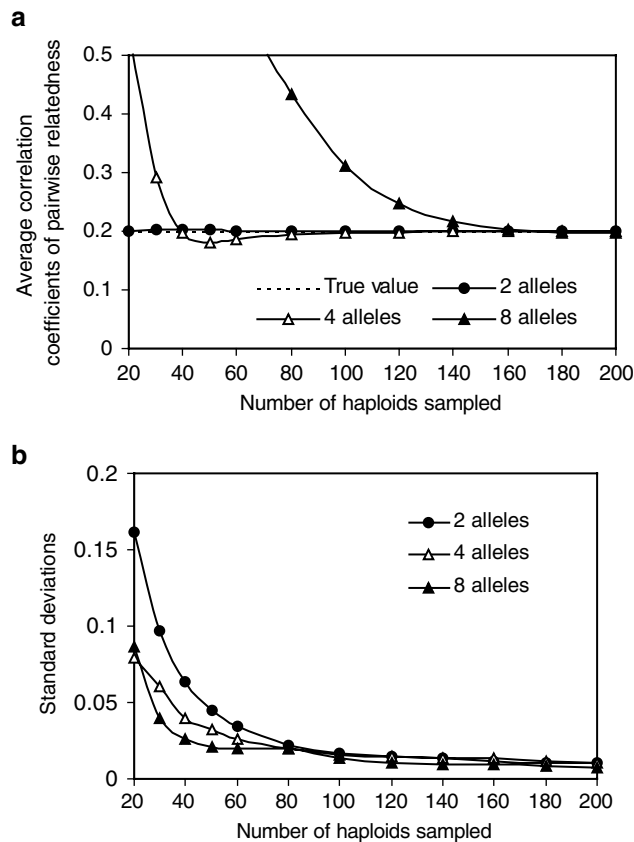 a
0.5
0.4
0.3
0.2
0.1
0
Average correlation
coefficients of pairwise relatedness
True value
2 alleles
4 alleles
8 alleles
20 40 60 80 100 120 140 160 180 200
Number of haploids sampled
b
0.2
0.15
0.1
0.05
0
Standard deviations
2 alleles
4 alleles
8 alleles
20 40 60 80 100 120 140 160 180 200
Number of haploids sampled